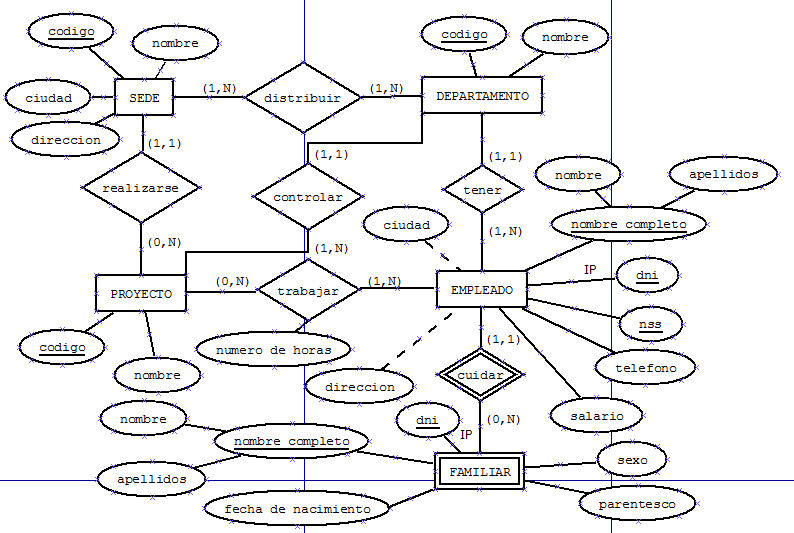 codigo
nombre
codigo
nombre
ciudad
SEDE
(1,N)
distribuir
(1,N)
DEPARTAMENTO
direccion
(1,1)
(1,1)
(1,1)
realizarse
controlar
tener
nombre
apellidos
ciudad
nombre completo
(0,N)
(1,N)
(1,N)
PROYECTO
(0,N)
trabajar
(1,N)
EMPLEADO
IP
dni
nss
codigo
numero de horas
(1,1)
telefono
nombre
direccion
cuidar
nombre
dni
(0,N)
salario
nombre completo
IP
apellidos
FAMILIAR
sexo
fecha de nacimiento
parentesco